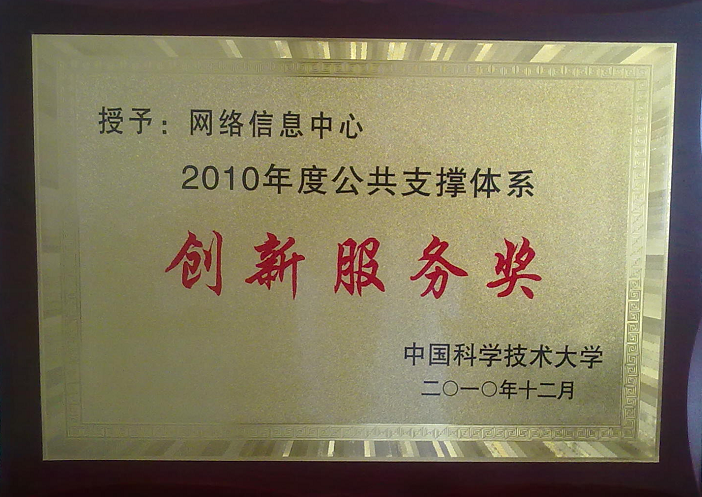 授予：网络信息中心
2010年度公共支撑体系
创新服务奖
中国科学技术大学
二〇一〇年十二月